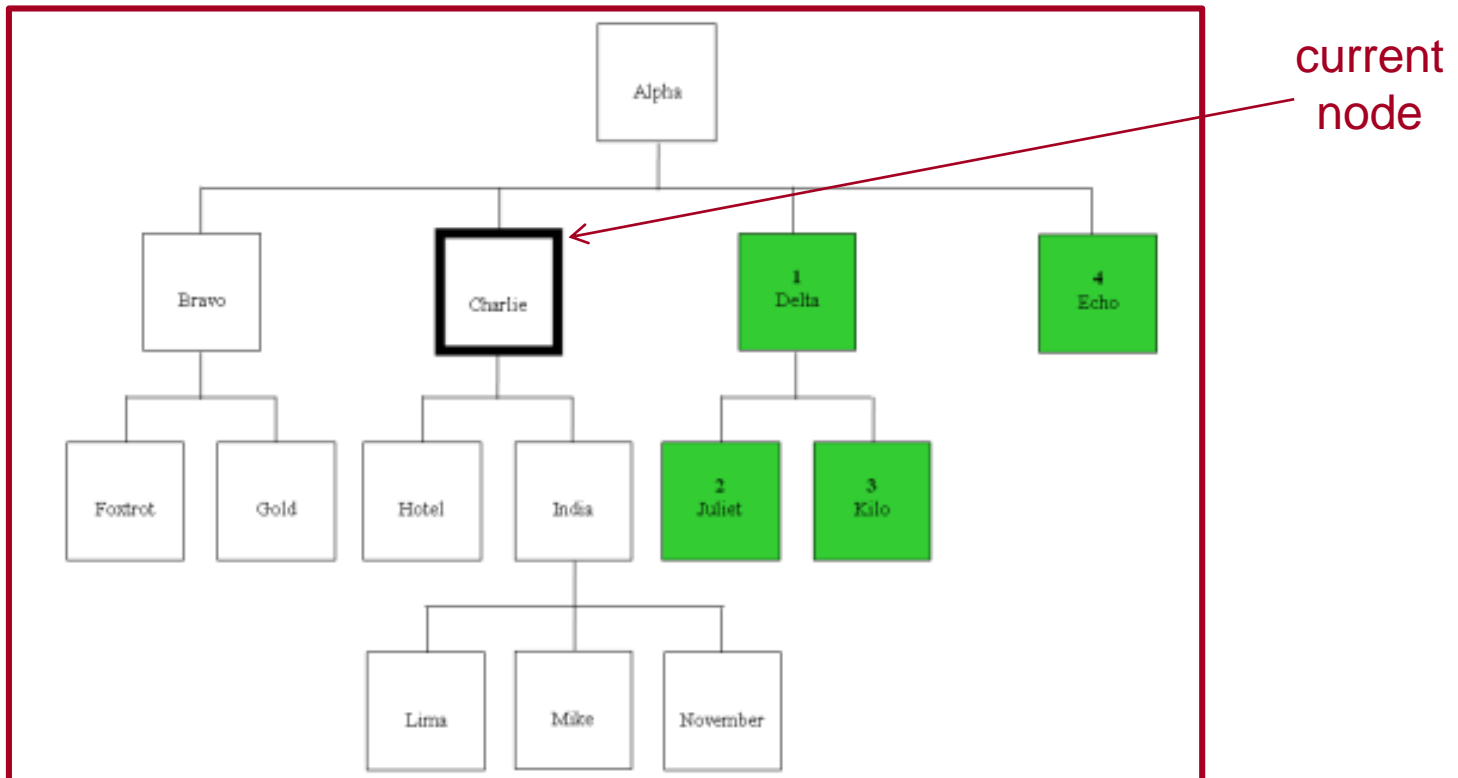 current
node
Alpha
Bravo
Charlie
1
Delta
4
Echo
Foxtrot
Gold
Hotel
India
2
Juliet
3
Kilo
Lima
Mike
November